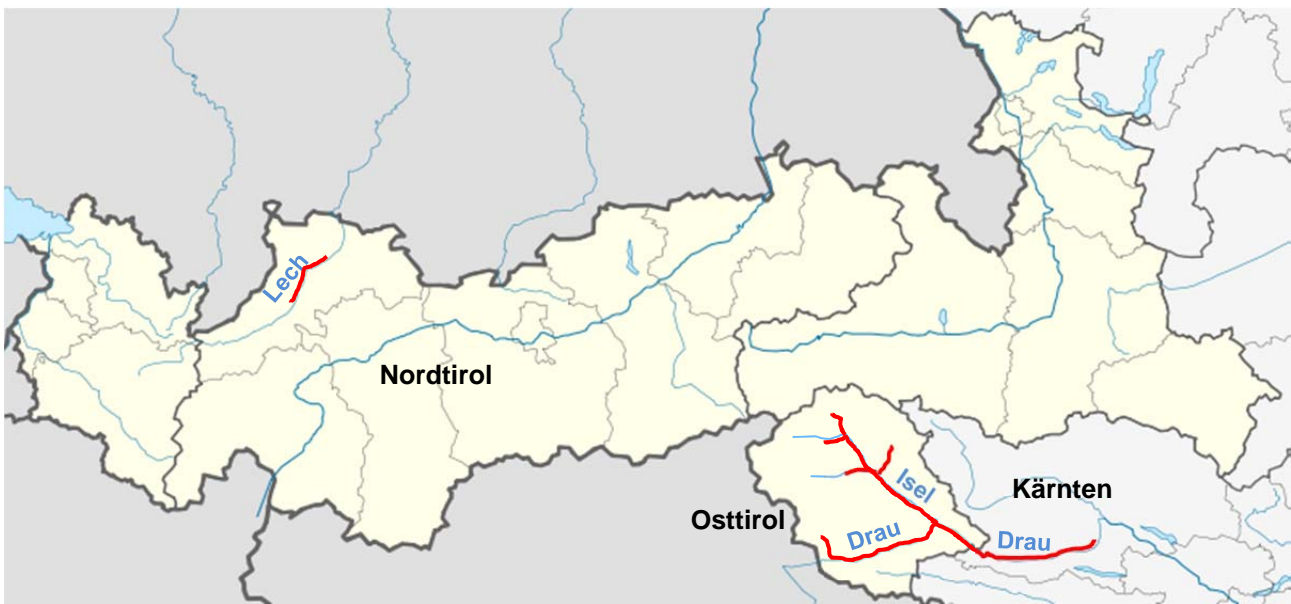 Lech
Nordtirol
Isel
Kärnten
Osttirol
Drau
Drau